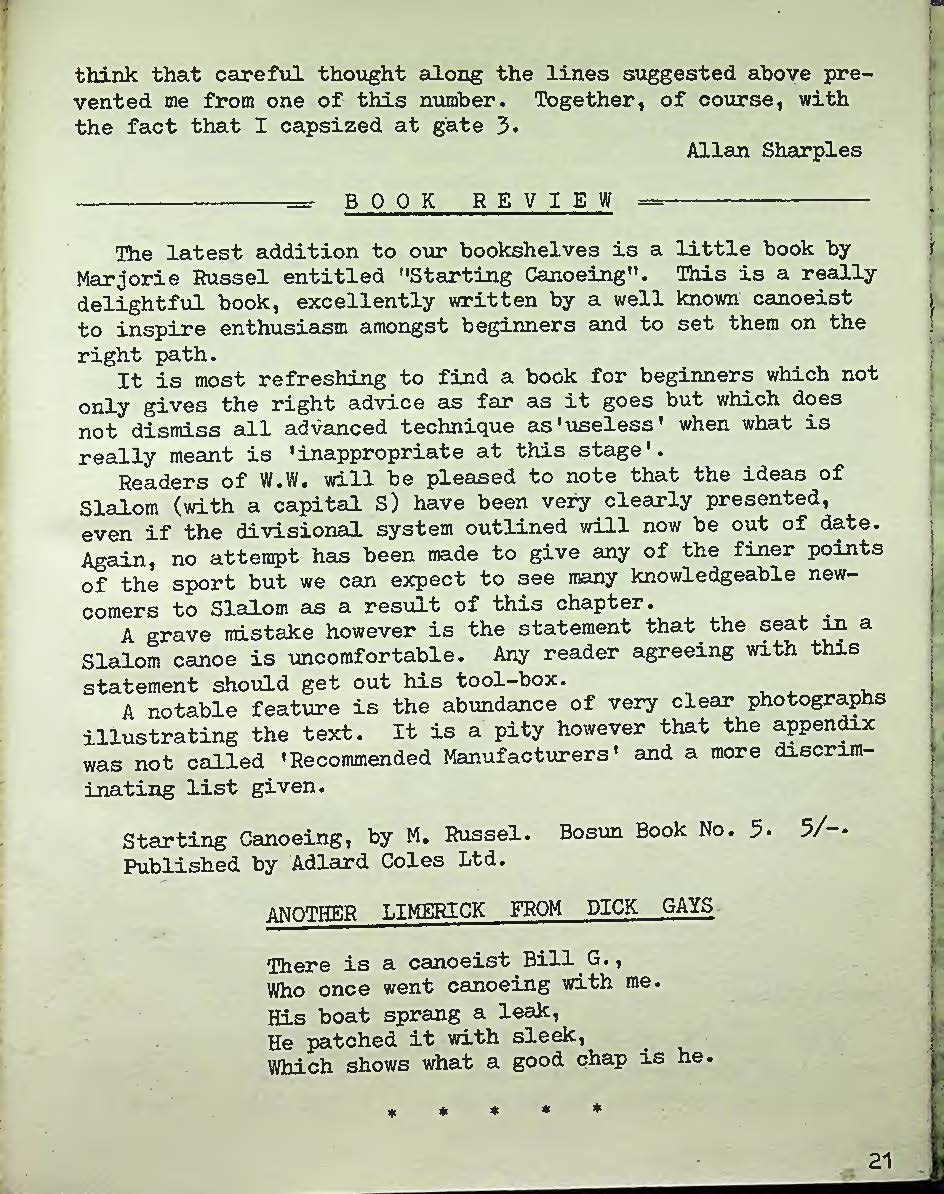 think that careful thought along the lines suggested above pre-
vented me from one of this number. Together, of course, with
the fact that I capsized at gate 3.
Allan Sharples
BOOK REVIEW
The latest addition to our bookshelves is a little book by
Marjorie Russel entitled "Starting Canoeing". This is a really
delightful book, excellently written by a well known canoeist
to inspire enthusiasm amongst beginners and to set them on the
right path.
It is most refreshing to find a book for beginners which not
only gives the right advice as far as it goes but which does
not dismiss all advanced technique as'useless' when what is
really meant is 'inappropriate at this stage'.
Readers of W.W. will be pleased to note that the ideas of
Slalom (with a capital S) have been very clearly presented,
even if the divisional system outlined will now be out of date.
Again, no attempt has been made to give any of the finer points
of the sport but we can expect to see many knowledgeable new-
comers to Slalom as a result of this chapter.
A grave mistake however is the statement that the seat in a
Slalom canoe is uncomfortable. Any reader agreeing with this
statement should get out his tool-box.
A notable feature is the abundance of very clear photographs
illustrating the text. It is a pity however that the appendix
was not called 'Recommended Manufacturers' and a more discrim-
inating list given.
Starting Canoeing, by M. Russel. Bosun Book No. 5. 5/-.
Published by Adlard Coles Ltd.
ANOTHER LIMERICK FROM DICK GAYS
There is a canoeist Bill G.,
Who once went canoeing with me.
His boat sprang a leak,
He patched it with sleek,
Which shows what a good chap is he.
* * * * *
21